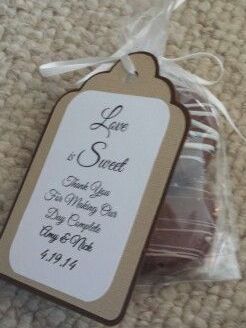 Love
is Sweet
Thank You
For Making Our
Day Complete
Amy & Nick
4.19.14